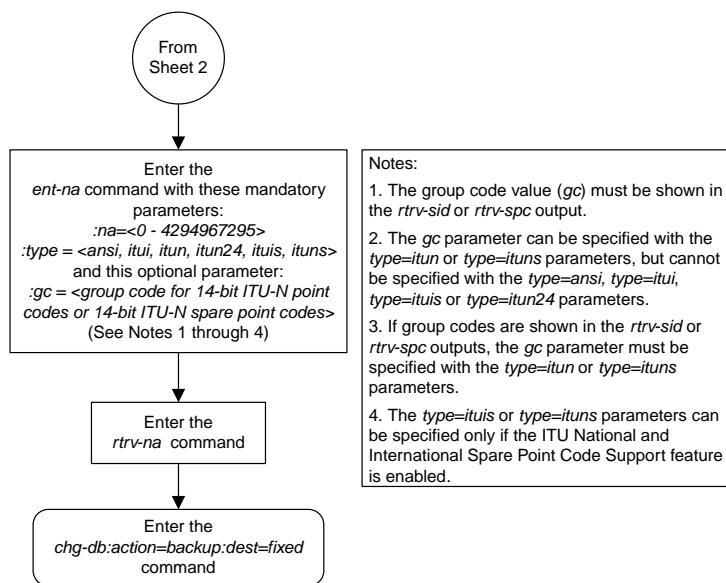 From
Sheet 2
Enter the
ent-na command with these mandatory
parameters:
:na=<0 - 4294967295>
:type = <ansi, itui, itun, itun24, ituis, ituns>
and this optional parameter:
:gc = <group code for 14-bit ITU-N point
codes or 14-bit ITU-N spare point codes>
(See Notes 1 through 4)
Enter the
rtrv-na command
Enter the
chg-db:action=backup:dest=fixed
command
Notes:
1. The group code value (gc) must be shown in
the rtrv-sid or rtrv-spc output.
2. The gc parameter can be specified with the
type=itun or type=ituns parameters, but cannot
be specified with the type=ansi, type=itui,
type=ituis or type=itun24 parameters.
3. If group codes are shown in the rtrv-sid or
rtrv-spc outputs, the gc parameter must be
specified with the type=itun or type=ituns
parameters.
4. The type=ituis or type=ituns parameters can
be specified only if the ITU National and
International Spare Point Code Support feature
is enabled.